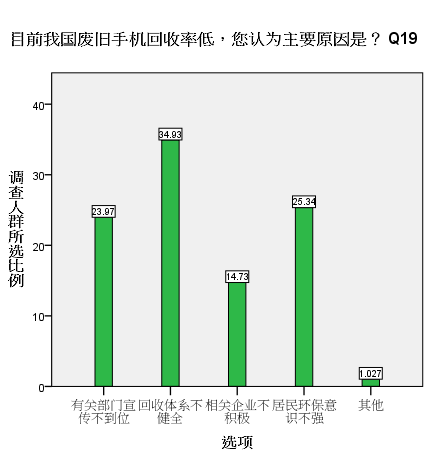 目前我国废旧手机回收率低，您认为主要原因是？ Q19
调查人群所选比例
40
30
20
10
0
23.97
34.93
14.73
25.34
1.027
有关部门宣
传不到位
回收体系不
健全
相关企业不
积极
居民环保意
识不强
其他
选项